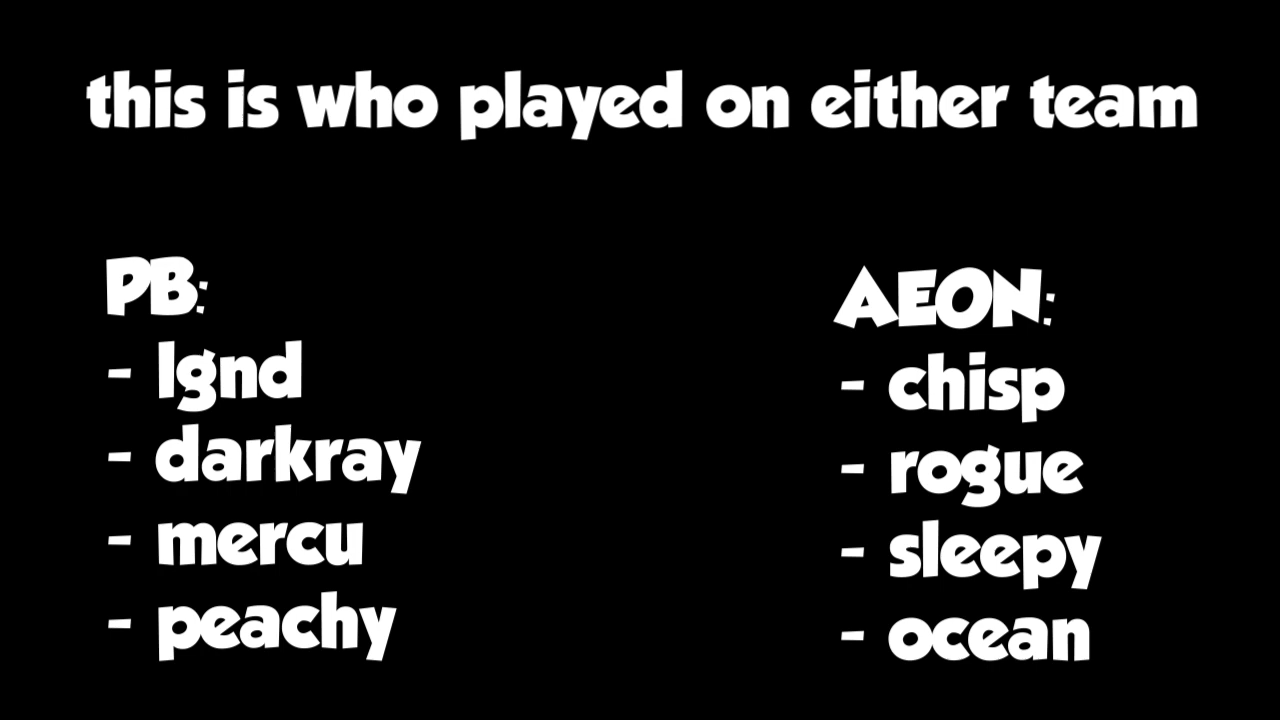 this is who played on either team
PB:
- lgnd
- darkray
- mercu
- peachy
AEON:
- chisp
- rogue
- sleepy
- ocean